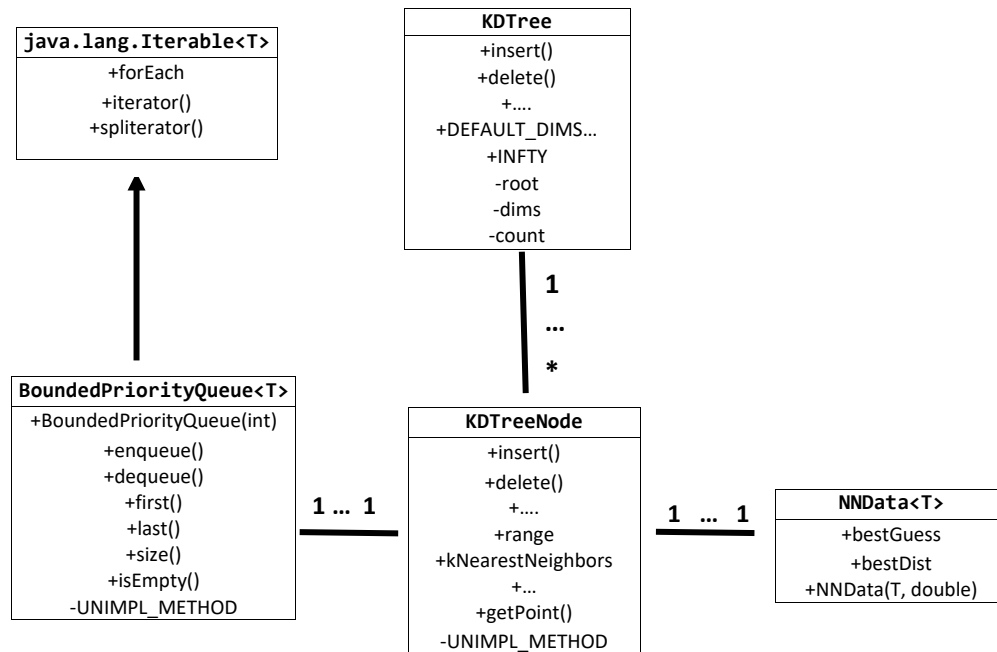 java.lang.Iterable<T>
+forEach
+iterator()
+spliterator()
KDTree
+insert()
+delete()
+....
+DEFAULT_DIMS...
+INFTY
-root
-dims
-count
1
...
*
BoundedPriorityQueue<T>
+BoundedPriorityQueue(int)
+enqueue()
+dequeue()
+first()
+last()
+size()
+isEmpty()
-UNIMPL_METHOD
1 ... 1
KDTreeNode
+insert()
+delete()
+....
+range
+kNearestNeighbors
+...
+getPoint()
-UNIMPL_METHOD
1 ... 1
NNData<T>
+bestGuess
+bestDist
+NNData(T, double)